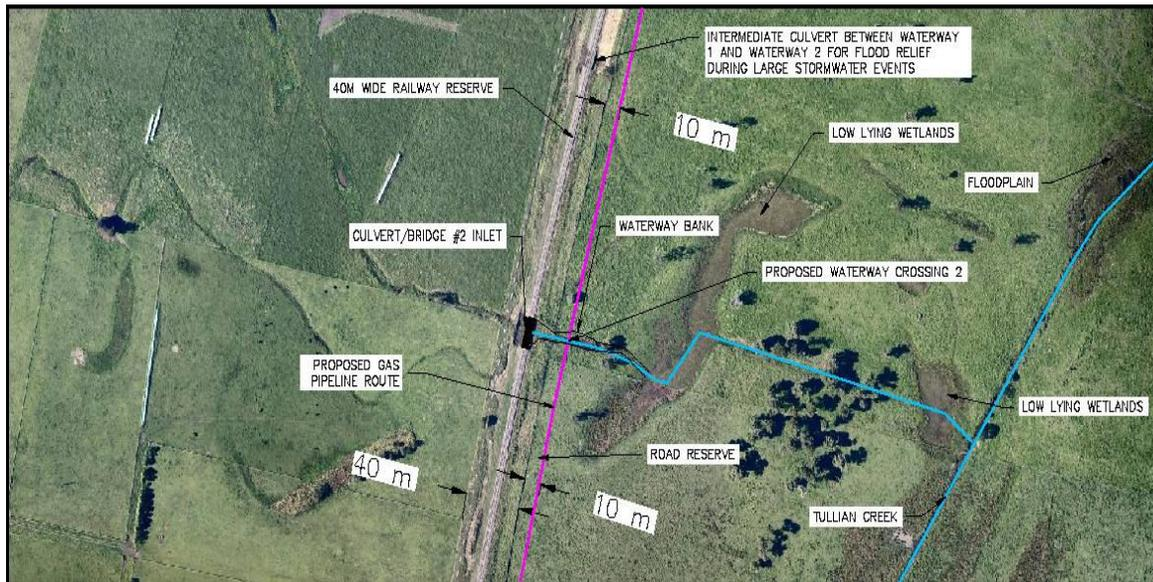 INTERMEDIATE CULVERT BETWEEN WATERWAY
1 AND WATERWAY 2 FOR FLOOD RELIEF
DURING LARGE STORMWATER EVENTS
40M WIDE RAILWAY RESERVE
10 m
LOW LYING WETLANDS
FLOODPLAIN
CULVERT/BRIDGE #2 INLET
WATERWAY BANK
PROPOSED WATERWAY CROSSING 2
PROPOSED GAS
PIPELINE ROUTE
LOW LYING WETLANDS
ROAD RESERVE
40 m
10 m
TULLIAN CREEK